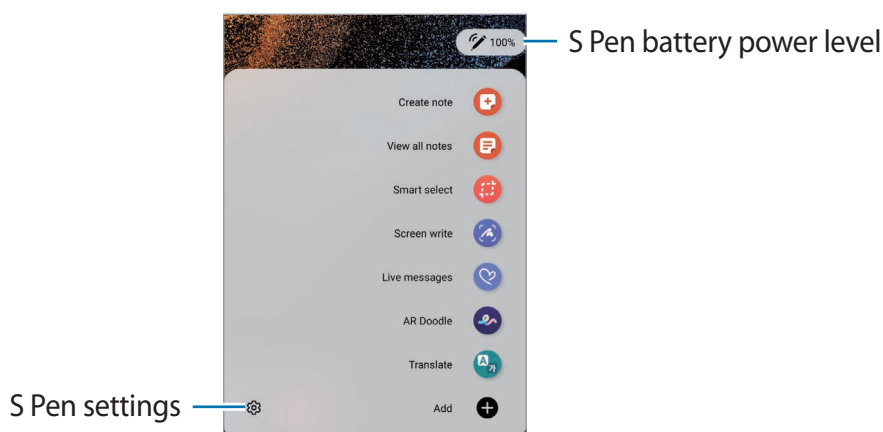 100%
S Pen battery power level
Create note
View all notes
Smart select
Screen write
Live messages
AR Doodle
Translate
S Pen settings
Add